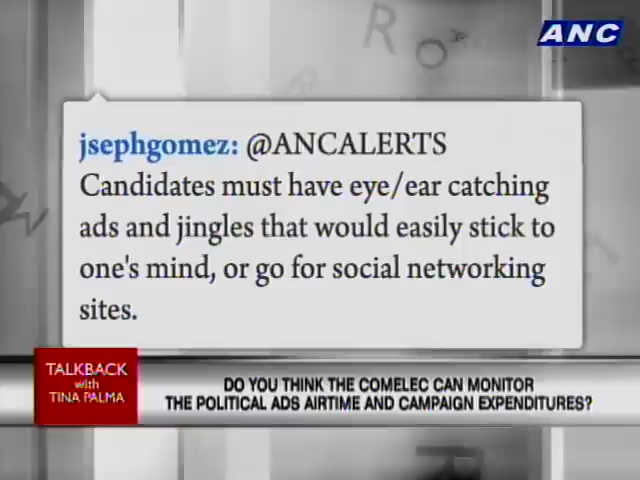 ANC
jsephgomez: @ANCALERTS
Candidates must have eye/ear catching
ads and jingles that would easily stick to
one's mind, or go for social networking
sites.
TALKBACK
with
TINA PALMA
DO YOU THINK THE COMELEC CAN MONITOR
THE POLITICAL ADS AIRTIME AND CAMPAIGN EXPENDITURES?